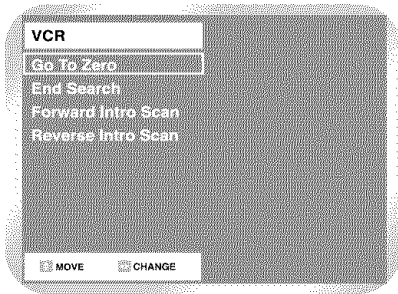 VCR
Go To Zero
End Search
Forward Intro Scan
Reverse Intro Scan
MOVE CHANGE